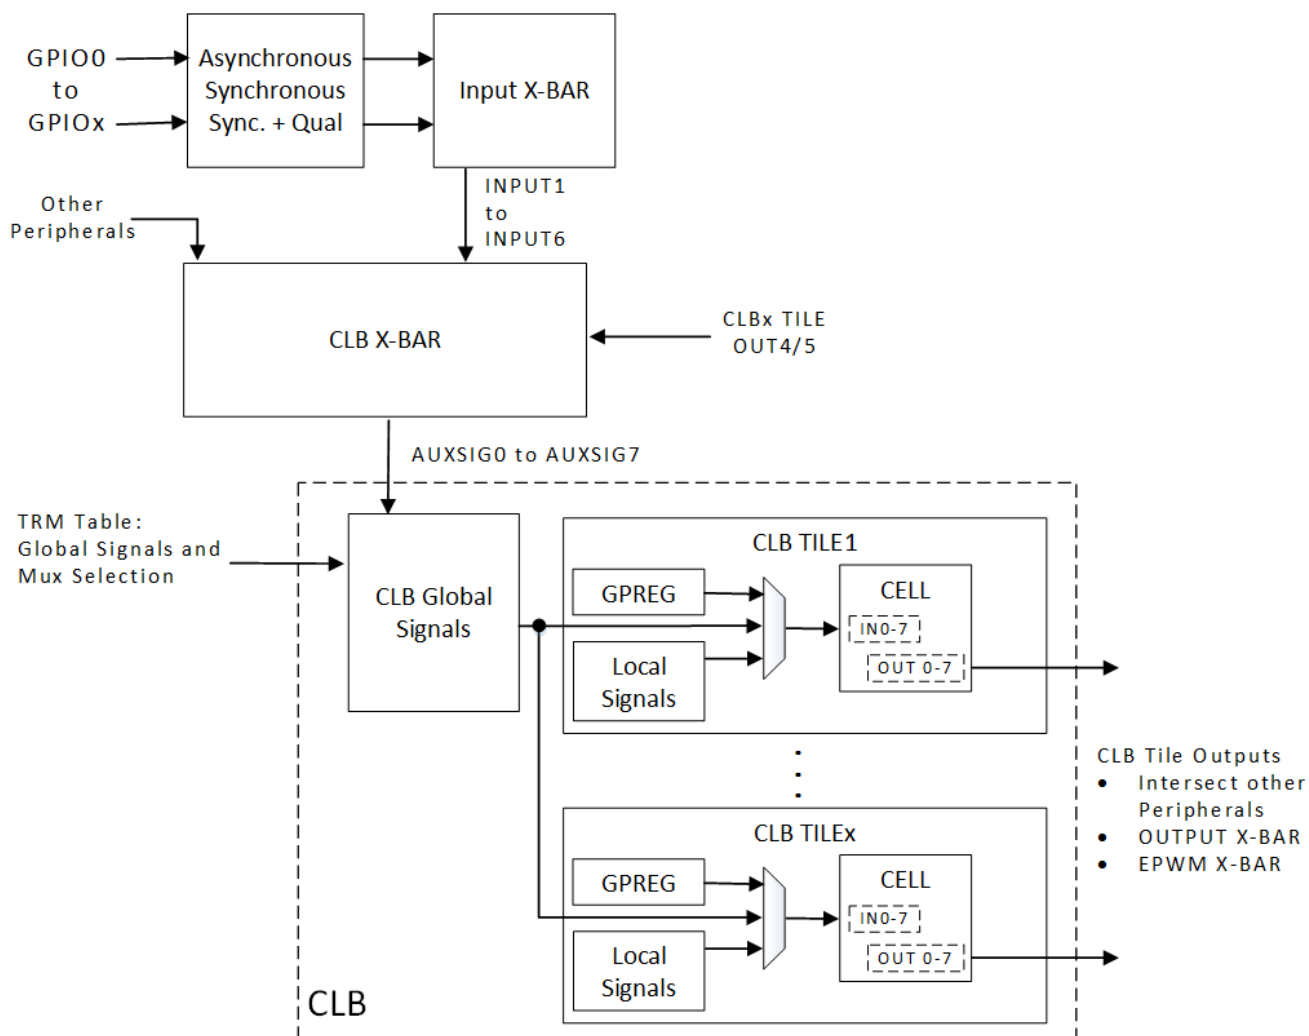 GPIO0
to
GPIOx
Asynchronous
Synchronous
Sync. + Qual
Input X-BAR
INPUT1
to
INPUT6
Other
Peripherals
CLB X-BAR
CLBx TILE
OUT4/5
AUXSIG0 to AUXSIG7
TRM Table:
Global Signals and
Mux Selection
CLB Global
Signals
CLB TILE1
GPREG
Local
Signals
CELL
IN0-7
OUT 0-7
CLB TILEx
GPREG
Local
Signals
CELL
IN0-7
OUT 0-7
CLB Tile Outputs
• Intersect other
Peripherals
• OUTPUT X-BAR
• EPWM X-BAR
CLB